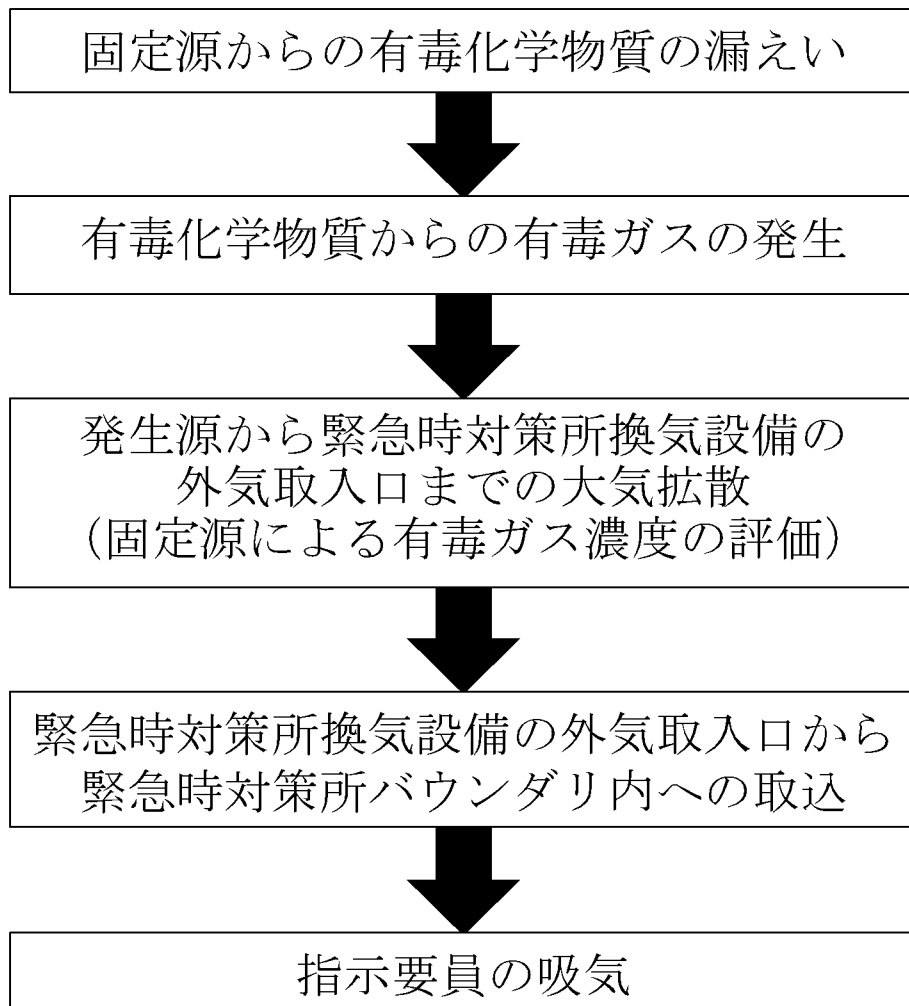 固定源からの有毒化学物質の漏えい
有毒化学物質からの有毒ガスの発生
発生源から緊急時対策所換気設備の
外気取入口までの大気拡散
(固定源による有毒ガス濃度の評価)
緊急時対策所換気設備の外気取入口から
緊急時対策所バウンダリ内への取込
指示要員の吸気